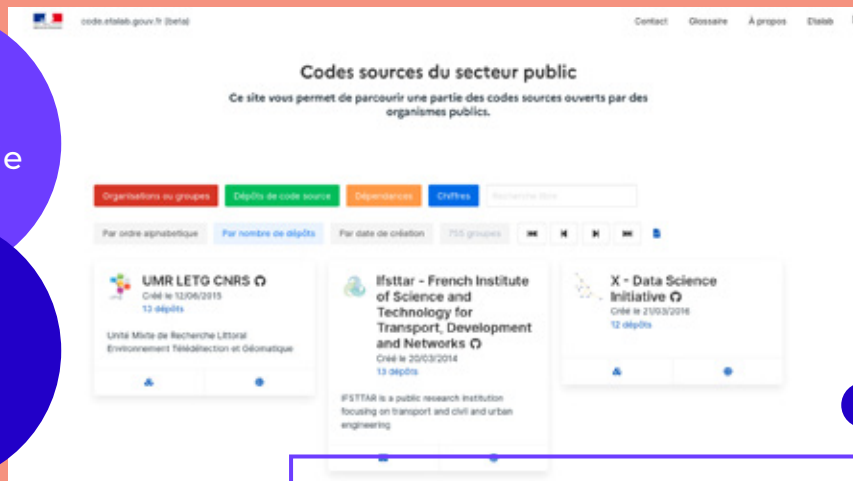 code.etalab.gouv.fr (beta)
Contact Glossaire À propos Etalab
Codes sources du secteur public
Ce site vous permet de parcourir une partie des codes sources ouverts par des
organismes publics.
e
Organisations ou groupes Dépôts de code source Dépendances Chiffres Recherche libre
Par ordre alphabetique Par nombre de dépôts Par date de création 755 groupes
UMR LETG CNRS
Créé le 12/06/2015
13 dépôts
Unité Mixte de Recherche Littoral
Environnement Télédétection et Géomatique
Ifsttar - French Institute
of Science and
Technology for
Transport, Development
and Networks
Créé le 20/03/2014
13 dépôts
IFSTTAR is a public research institution
focusing on transport and civil and urban
engineering
X - Data Science
Initiative
Créé le 21/03/2016
12 dépôts